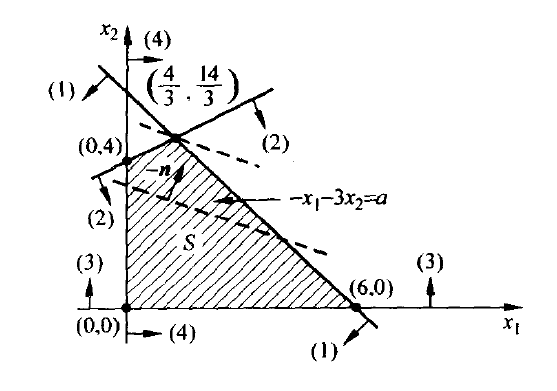 x₂
(4)
(4/3, 14/3)
(1)
(2)
(0,4)
-n
-x₁-3x₂=a
(2)
S
(3)
(3)
(6,0)
(0,0)
(4)
(1)
x₁